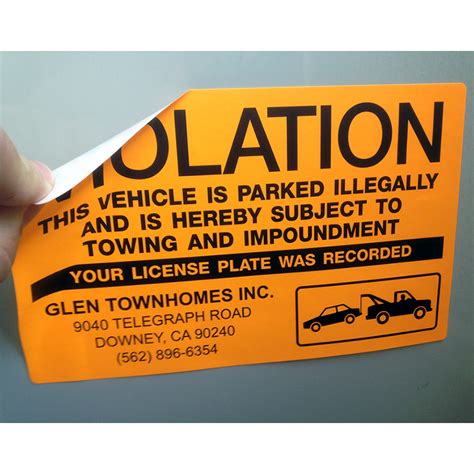 VIOLATION
THIS VEHICLE IS PARKED ILLEGALLY
AND IS HEREBY SUBJECT TO
TOWING AND IMPOUNDMENT
YOUR LICENSE PLATE WAS RECORDED
GLEN TOWNHOMES INC.
9040 TELEGRAPH ROAD
DOWNEY, CA 90240
(562) 896-6354